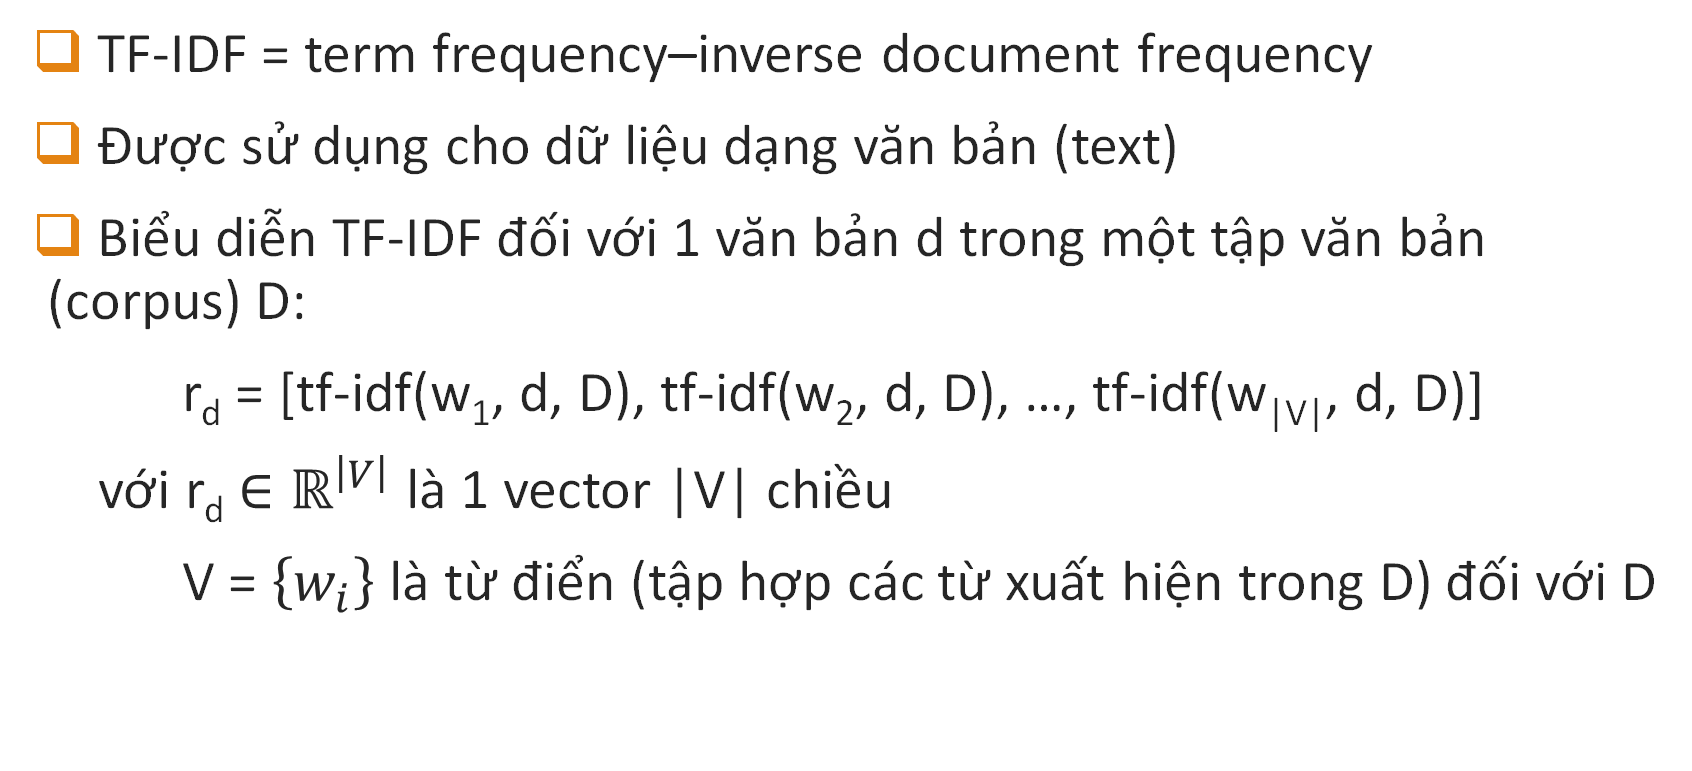 ❑ TF-IDF = term frequency–inverse document frequency
❑ Được sử dụng cho dữ liệu dạng văn bản (text)
❑ Biểu diễn TF-IDF đối với 1 văn bản d trong một tập văn bản
(corpus) D:
r_d = [tf-idf(w_1, d, D), tf-idf(w_2, d, D), …, tf-idf(w_|V|, d, D)]
với r_d ∈ ℝ^|V| là 1 vector |V| chiều
V = {w_i} là từ điển (tập hợp các từ xuất hiện trong D) đối với D